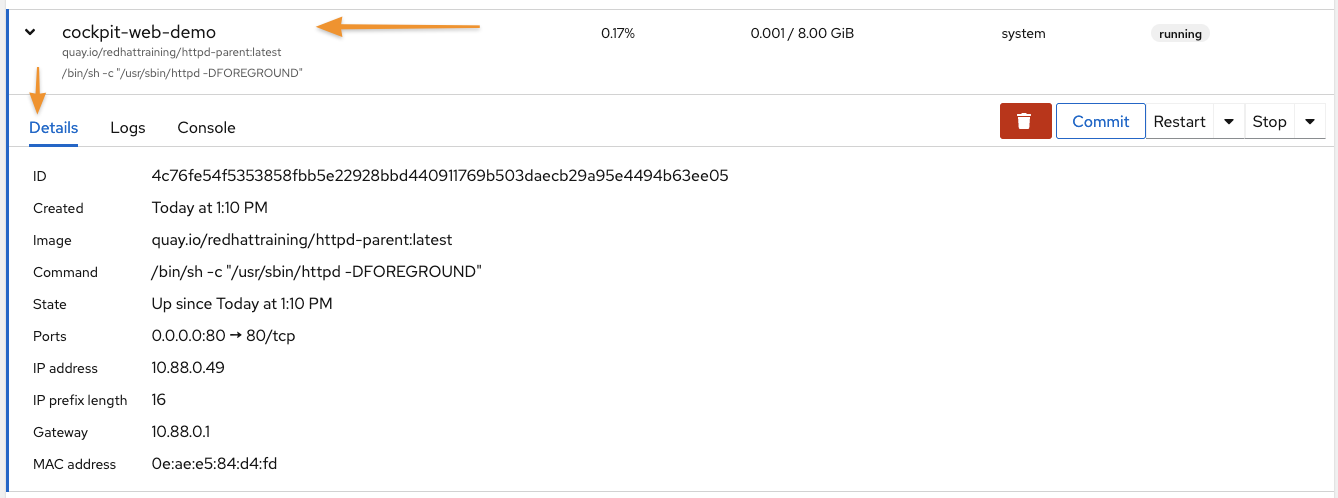 cockpit-web-demo 0.17% 0.001 / 8.00 GiB system running
quay.io/redhattraining/httpd-parent:latest
/bin/sh -c "/usr/sbin/httpd -DFOREGROUND"
Details Logs Console Commit Restart Stop
ID 4c76fe54f5353858fbb5e22928bbd440911769b503daecb29a95e4494b63ee05
Created Today at 1:10 PM
Image quay.io/redhattraining/httpd-parent:latest
Command /bin/sh -c "/usr/sbin/httpd -DFOREGROUND"
State Up since Today at 1:10 PM
Ports 0.0.0.0:80 → 80/tcp
IP address 10.88.0.49
IP prefix length 16
Gateway 10.88.0.1
MAC address 0e:ae:e5:84:d4:fd